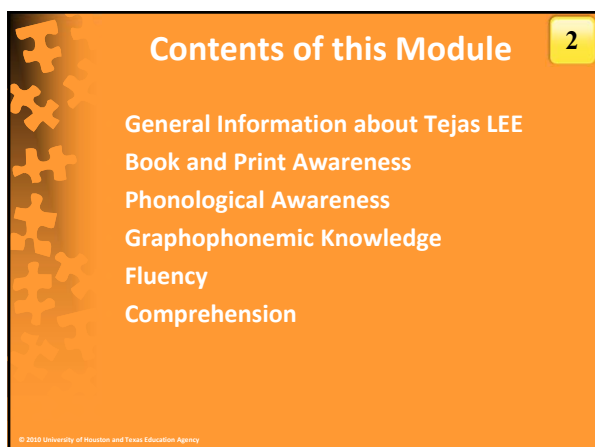 Contents of this Module
2
General Information about Tejas LEE
Book and Print Awareness
Phonological Awareness
Graphophonemic Knowledge
Fluency
Comprehension
© 2010 University of Houston and Texas Education Agency